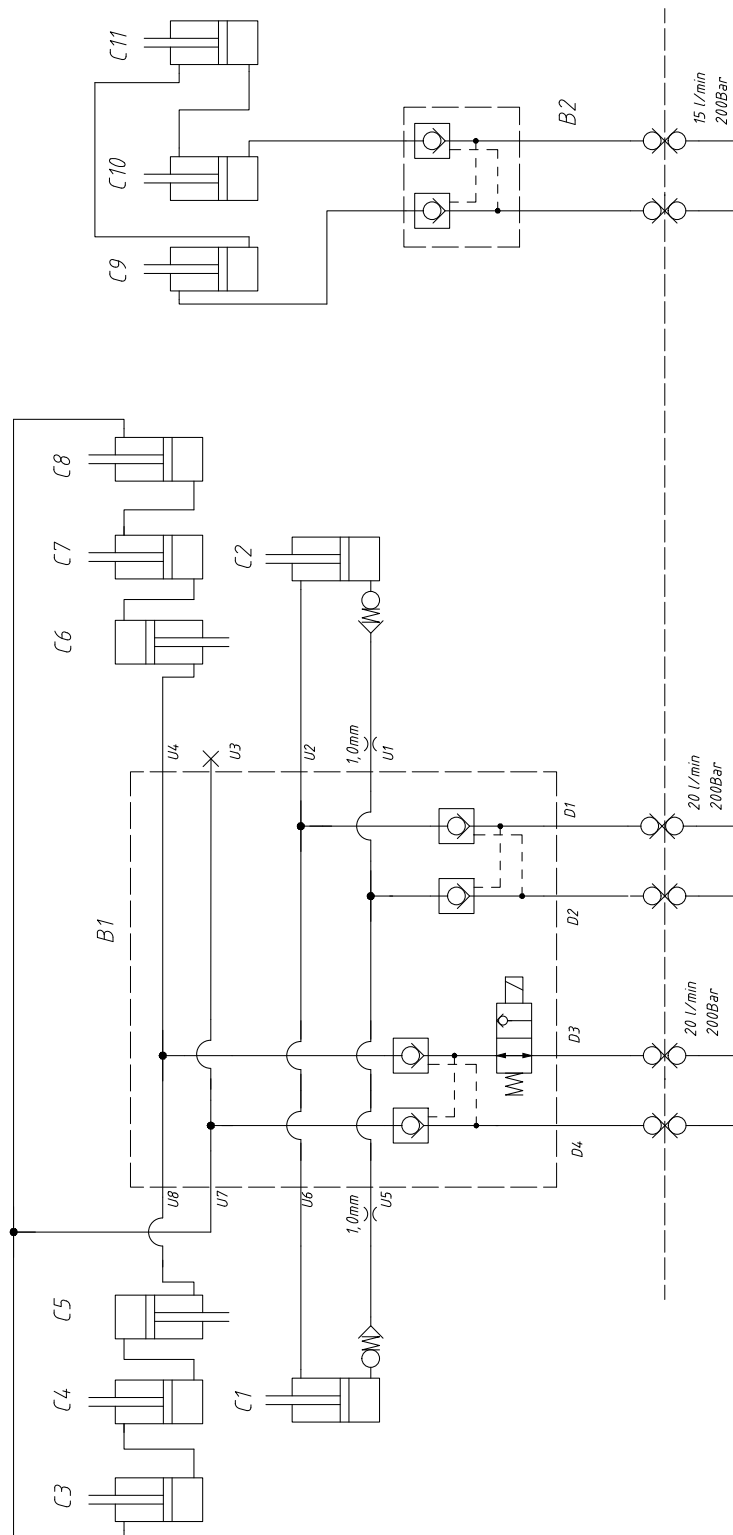 C11
C10
C9
B2
15 l/min
200Bar
C8
C7
C6
C2
U4
U3
U2
1,0mm
U1
B1
D1
D2
20 l/min
200Bar
D3
D4
20 l/min
200Bar
U8
U7
U6
1,0mm
U5
C5
C4
C3
C1